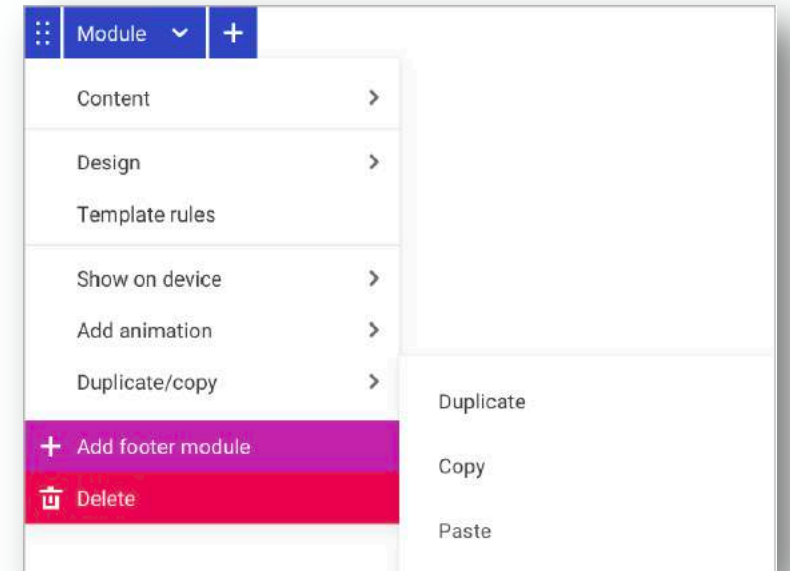 Module
Content
Design
Template rules
Show on device
Add animation
Duplicate/copy
Add footer module
Delete
Duplicate
Copy
Paste